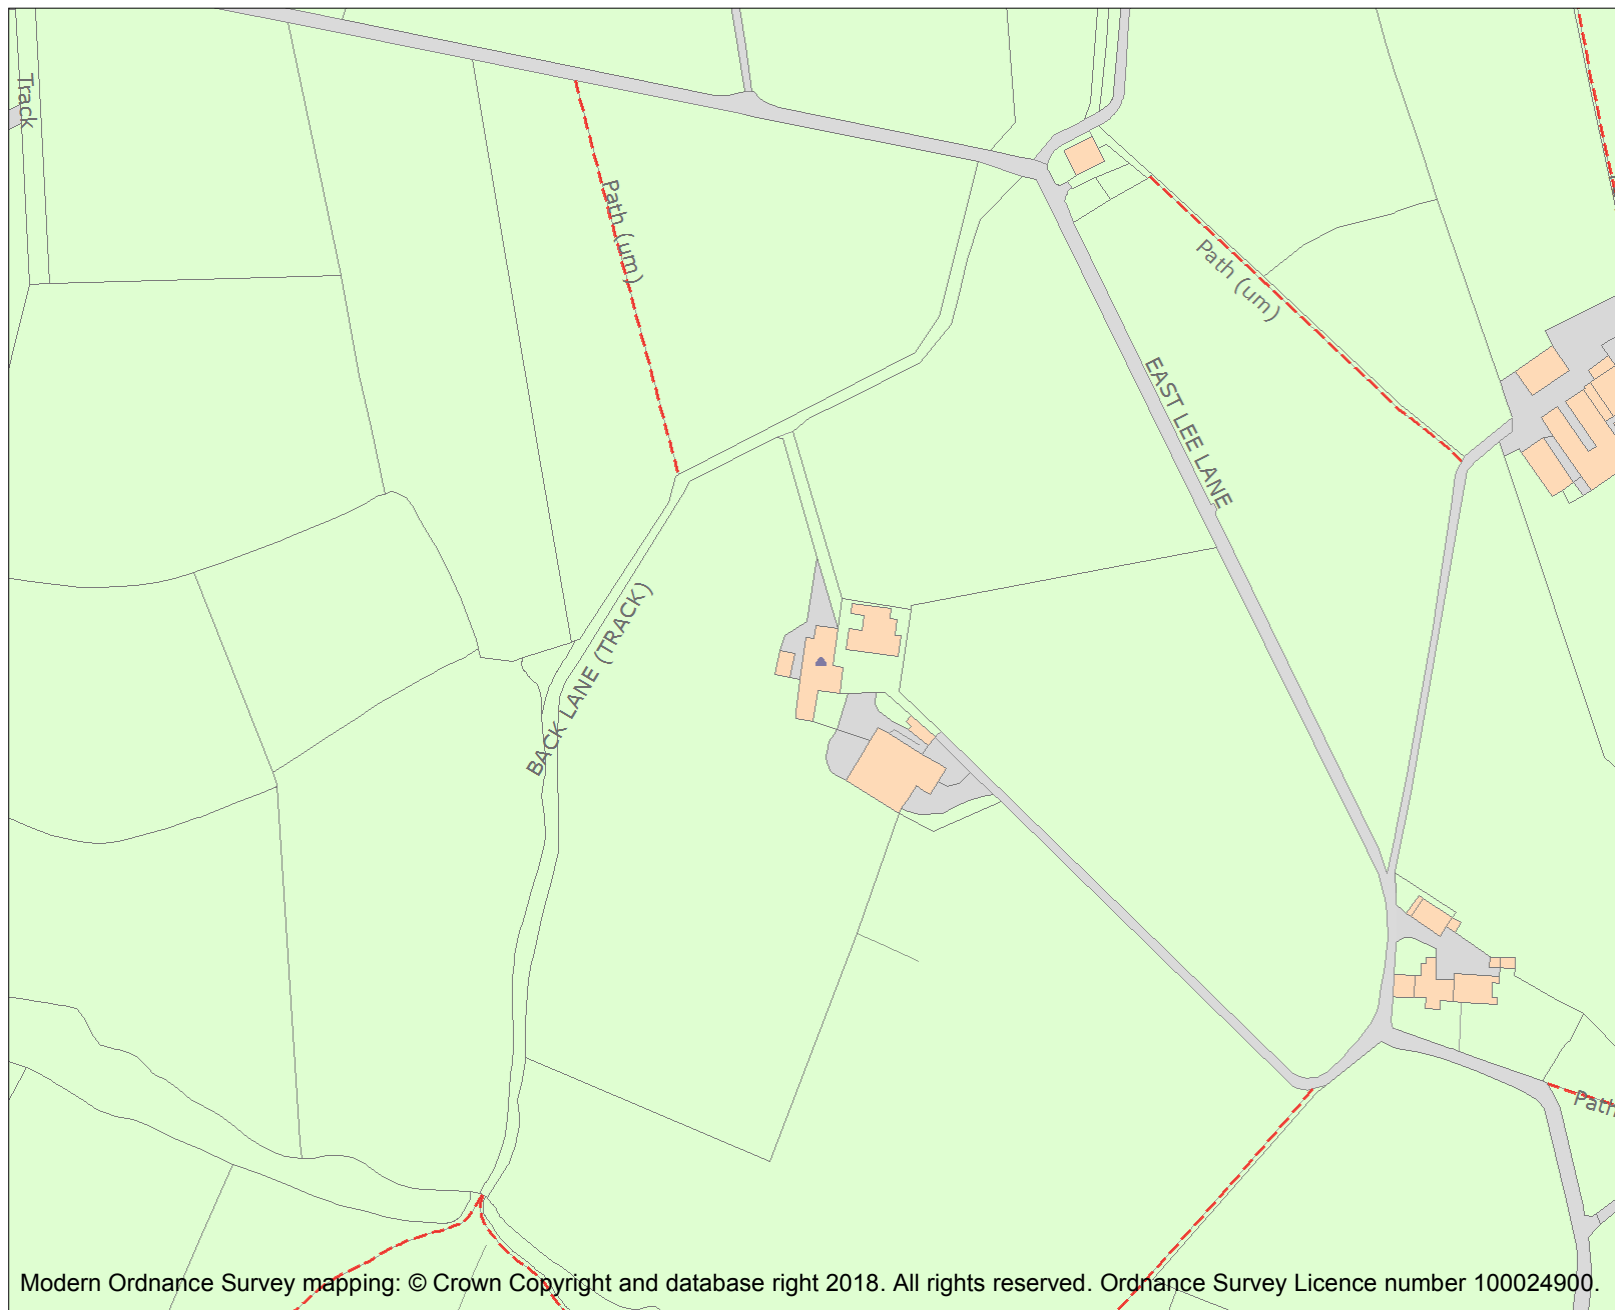 Track
Path (um)
Path (um)
EAST LEE LANE
BACK LANE (TRACK)
Path
Modern Ordnance Survey mapping: © Crown Copyright and database right 2018. All rights reserved. Ordnance Survey Licence number 100024900.